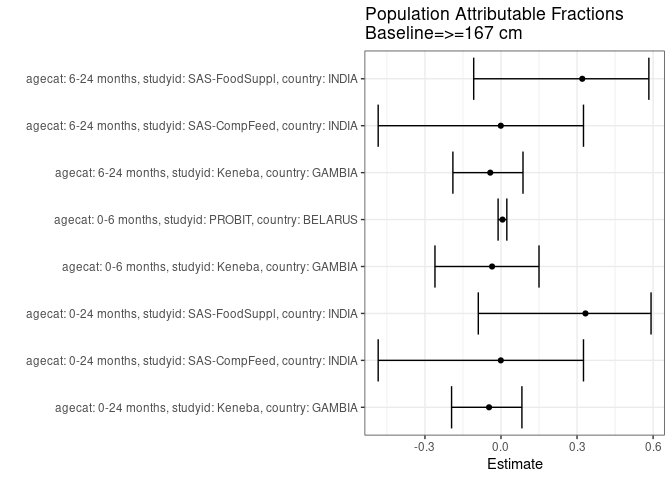 Population Attributable Fractions
Baseline=>=167 cm
agecat: 6-24 months, studyid: SAS-FoodSuppl, country: INDIA
agecat: 6-24 months, studyid: SAS-CompFeed, country: INDIA
agecat: 6-24 months, studyid: Keneba, country: GAMBIA
agecat: 0-6 months, studyid: PROBIT, country: BELARUS
agecat: 0-6 months, studyid: Keneba, country: GAMBIA
agecat: 0-24 months, studyid: SAS-FoodSuppl, country: INDIA
agecat: 0-24 months, studyid: SAS-CompFeed, country: INDIA
agecat: 0-24 months, studyid: Keneba, country: GAMBIA
-0.3 0.0 0.3 0.6
Estimate